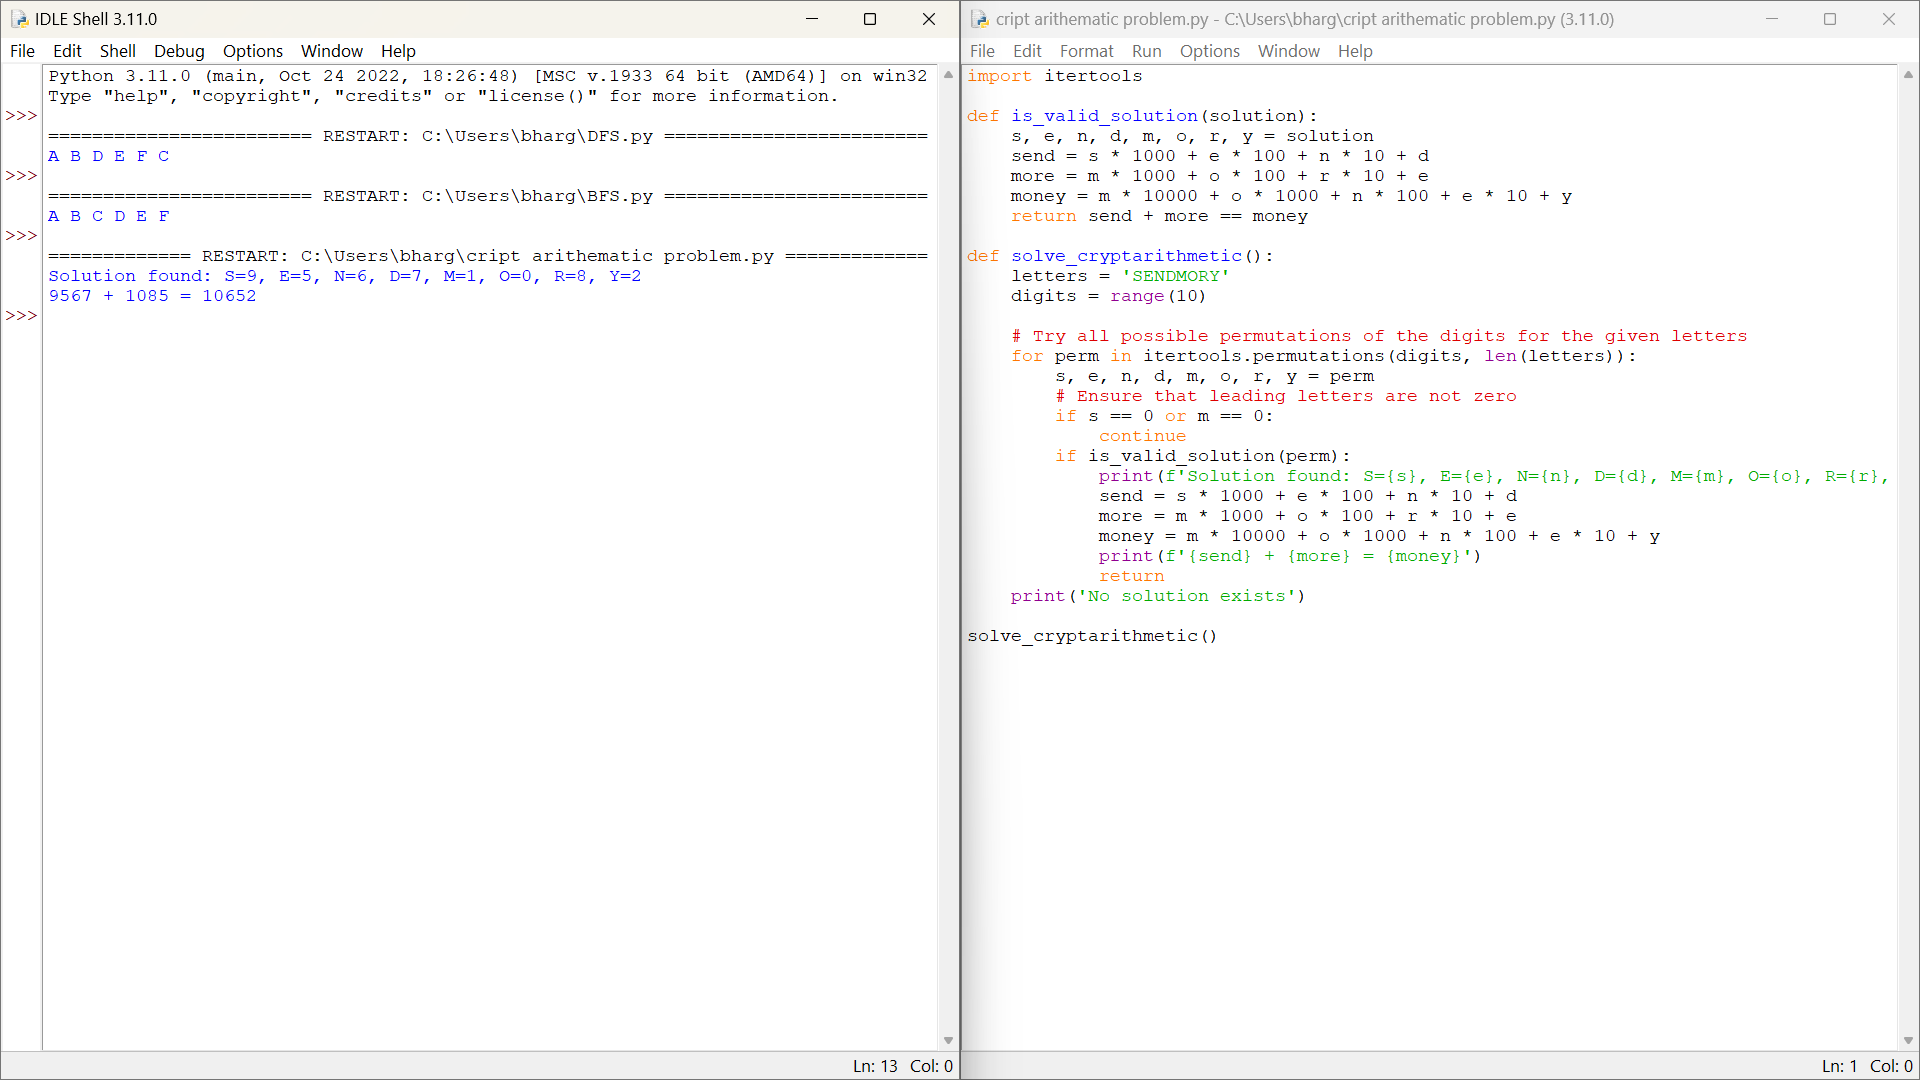 IDLE Shell 3.11.0
File Edit Shell Debug Options Window Help
Python 3.11.0 (main, Oct 24 2022, 18:26:48) [MSC v.1933 64 bit (AMD64)] on win32
Type "help", "copyright", "credits" or "license()" for more information.
>>>
======================== RESTART: C:\Users\bharg\DFS.py ========================
A B D E F C
>>>
======================== RESTART: C:\Users\bharg\BFS.py ========================
A B C D E F
>>>
============= RESTART: C:\Users\bharg\cript arithematic problem.py =============
Solution found: S=9, E=5, N=6, D=7, M=1, O=0, R=8, Y=2
9567 + 1085 = 10652
>>>
Ln: 13 Col: 0
cript arithematic problem.py - C:\Users\bharg\cript arithematic problem.py (3.11.0)
File Edit Format Run Options Window Help
import itertools
def is_valid_solution(solution):
    s, e, n, d, m, o, r, y = solution
    send = s * 1000 + e * 100 + n * 10 + d
    more = m * 1000 + o * 100 + r * 10 + e
    money = m * 10000 + o * 1000 + n * 100 + e * 10 + y
    return send + more == money
def solve_cryptarithmetic():
    letters = 'SENDMORY'
    digits = range(10)
    # Try all possible permutations of the digits for the given letters
    for perm in itertools.permutations(digits, len(letters)):
        s, e, n, d, m, o, r, y = perm
        # Ensure that leading letters are not zero
        if s == 0 or m == 0:
            continue
        if is_valid_solution(perm):
            print(f'Solution found: S={s}, E={e}, N={n}, D={d}, M={m}, O={o}, R={r},
            send = s * 1000 + e * 100 + n * 10 + d
            more = m * 1000 + o * 100 + r * 10 + e
            money = m * 10000 + o * 1000 + n * 100 + e * 10 + y
            print(f'{send} + {more} = {money}')
            return
    print('No solution exists')
solve_cryptarithmetic()
Ln: 1 Col: 0